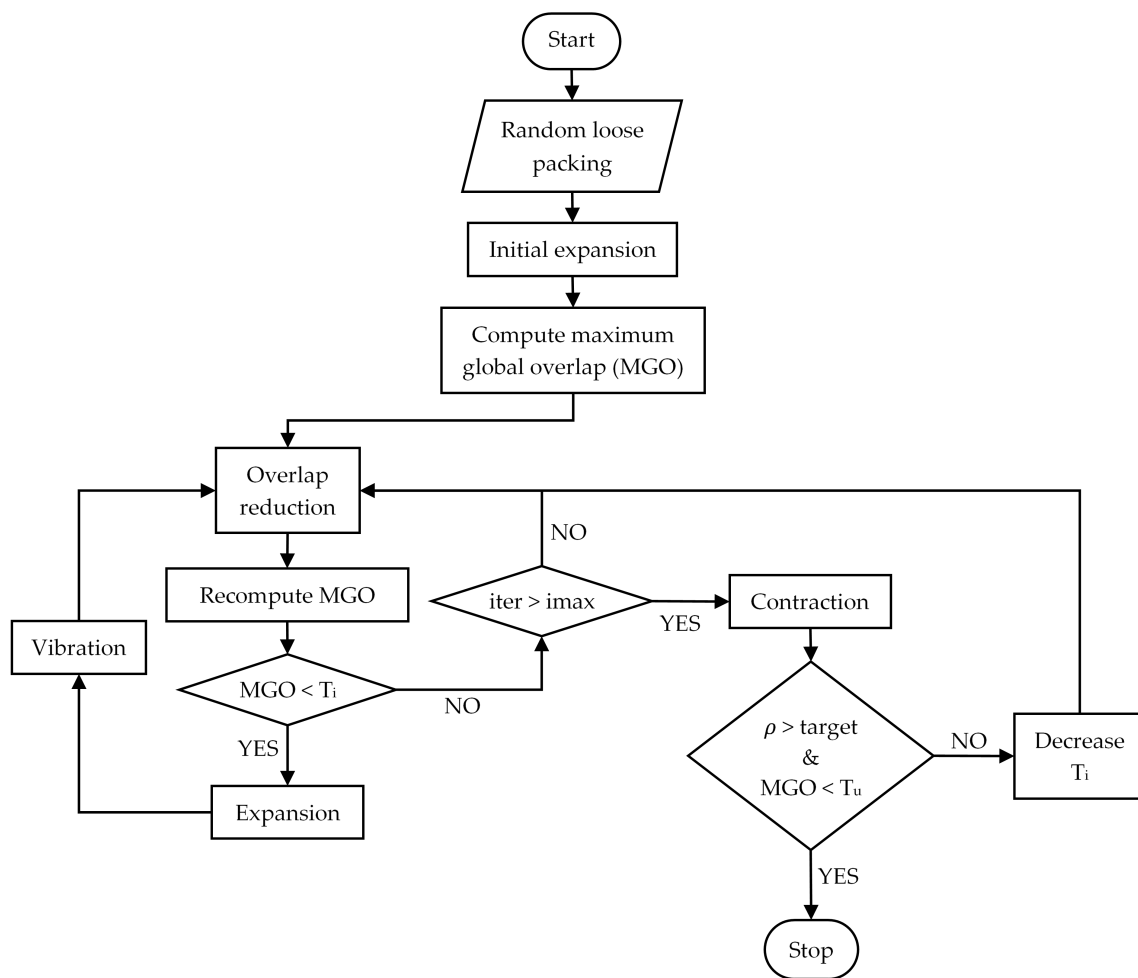 Start
Random loose
packing
Initial expansion
Compute maximum
global overlap (MGO)
Overlap
reduction
NO
Recompute MGO
iter > imax
YES
Contraction
Vibration
MGO < Ti
NO
YES
ρ > target
&
MGO < Tu
NO
Decrease
Ti
Expansion
YES
Stop